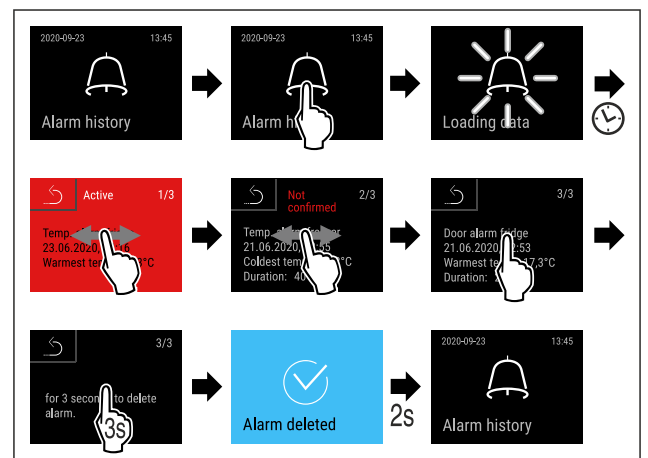 2020-09-23 13:45
Alarm history
2020-09-23 13:45
Alarm h
Loading data
Active 1/3
Temp.
23.06.2020,
Warmest °C
Not 2/3
confirmed
Temp.
21.06.2020, 55
Coldest tem °C
Duration: 40
3/3
Door alarm fridge
21.06.2020, 2:53
Warmest te 17,3°C
Duration:
3/3
for 3 secon to delete
alarm.
3s
Alarm deleted
2s
2020-09-23 13:45
Alarm history